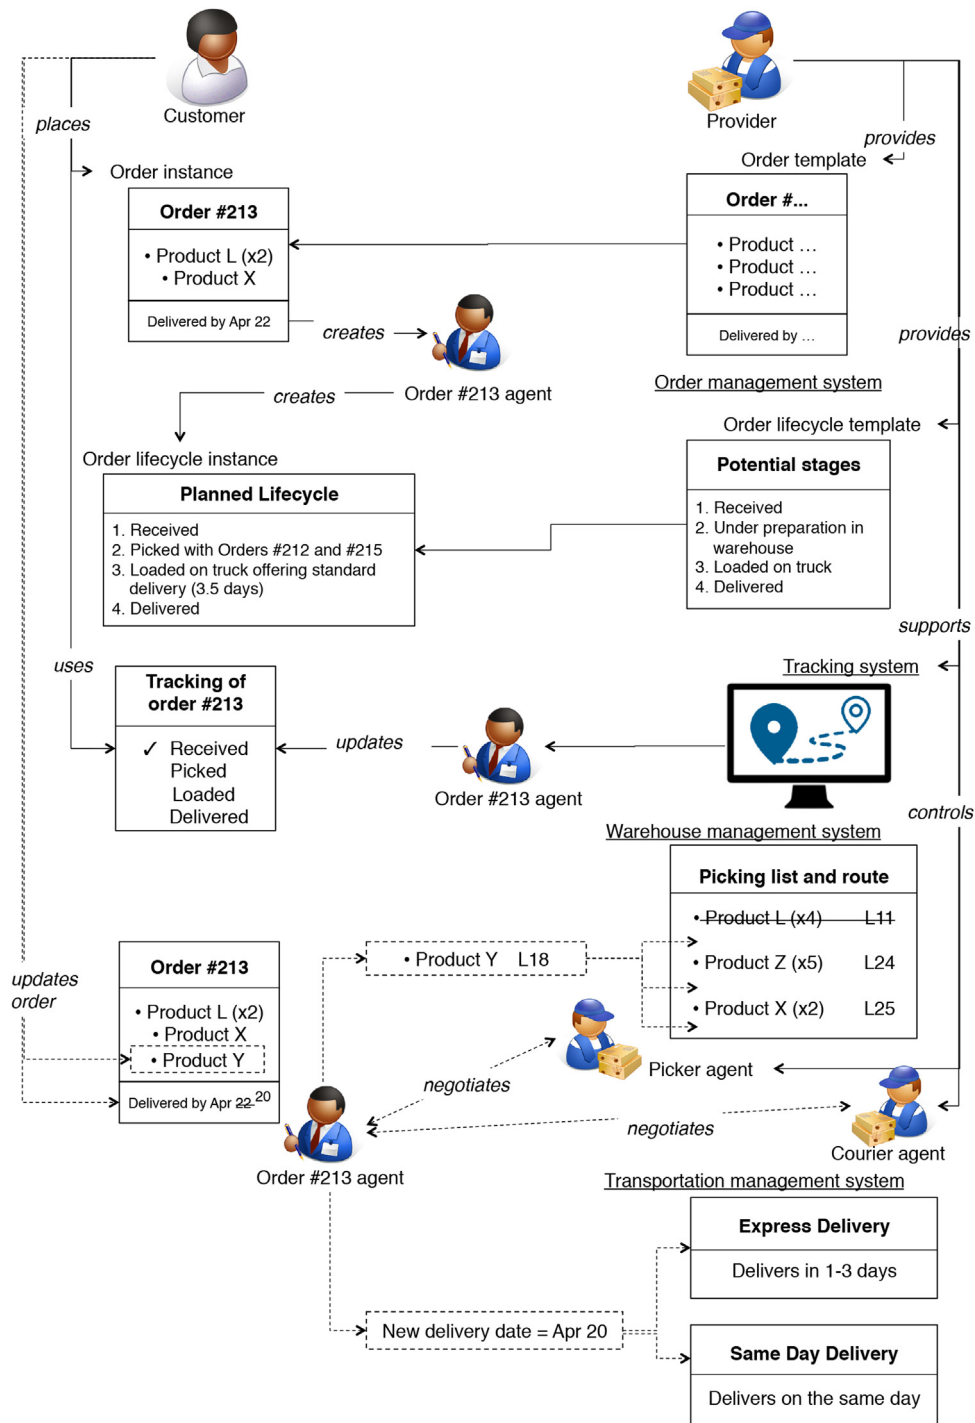 Customer
Provider
places
provides
Order instance
Order template
Order #213
• Product L (x2)
• Product X
Delivered by Apr 22
Order #...
• Product ...
• Product ...
• Product ...
Delivered by ...
creates
provides
Order #213 agent
Order management system
creates
Order lifecycle template
Order lifecycle instance
Planned Lifecycle
1. Received
2. Picked with Orders #212 and #215
3. Loaded on truck offering standard
delivery (3.5 days)
4. Delivered
Potential stages
1. Received
2. Under preparation in
warehouse
3. Loaded on truck
4. Delivered
supports
uses
Tracking system
Tracking of
order #213
✓ Received
Picked
Loaded
Delivered
updates
Order #213 agent
controls
Warehouse management system
Picking list and route
• Product L (x4) L11
• Product Z (x5) L24
• Product X (x2) L25
• Product Y L18
updates
order
Order #213
• Product L (x2)
• Product X
• Product Y
Delivered by Apr 22 20
negotiates
Picker agent
negotiates
Courier agent
Order #213 agent
Transportation management system
Express Delivery
Delivers in 1-3 days
New delivery date = Apr 20
Same Day Delivery
Delivers on the same day